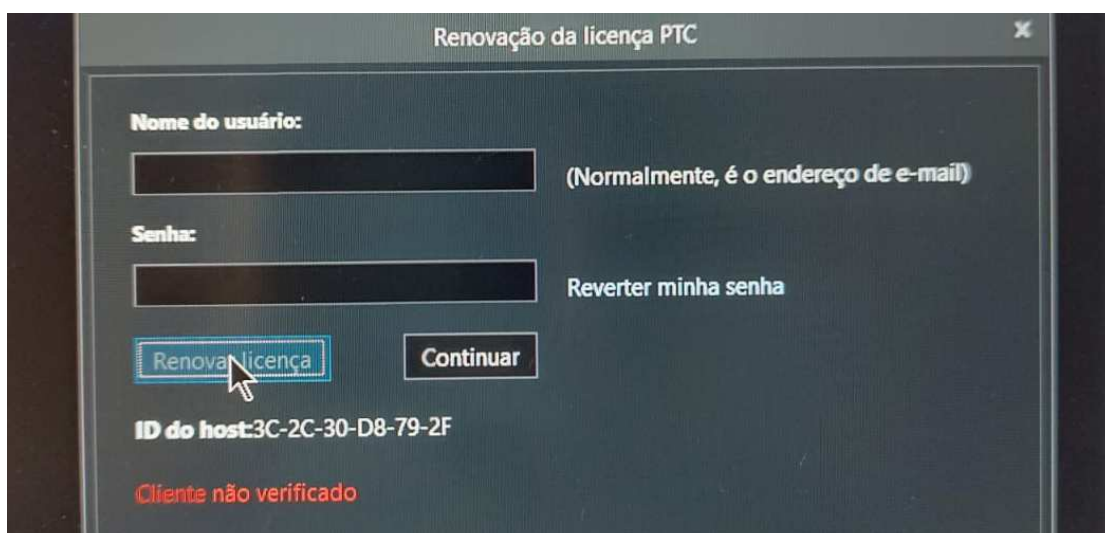 Renovação da licença PTC
Nome do usuário:
(Normalmente, é o endereço de e-mail)
Senha:
Reverter minha senha
Renovar licença
Continuar
ID do host:3C-2C-30-D8-79-2F
Cliente não verificado